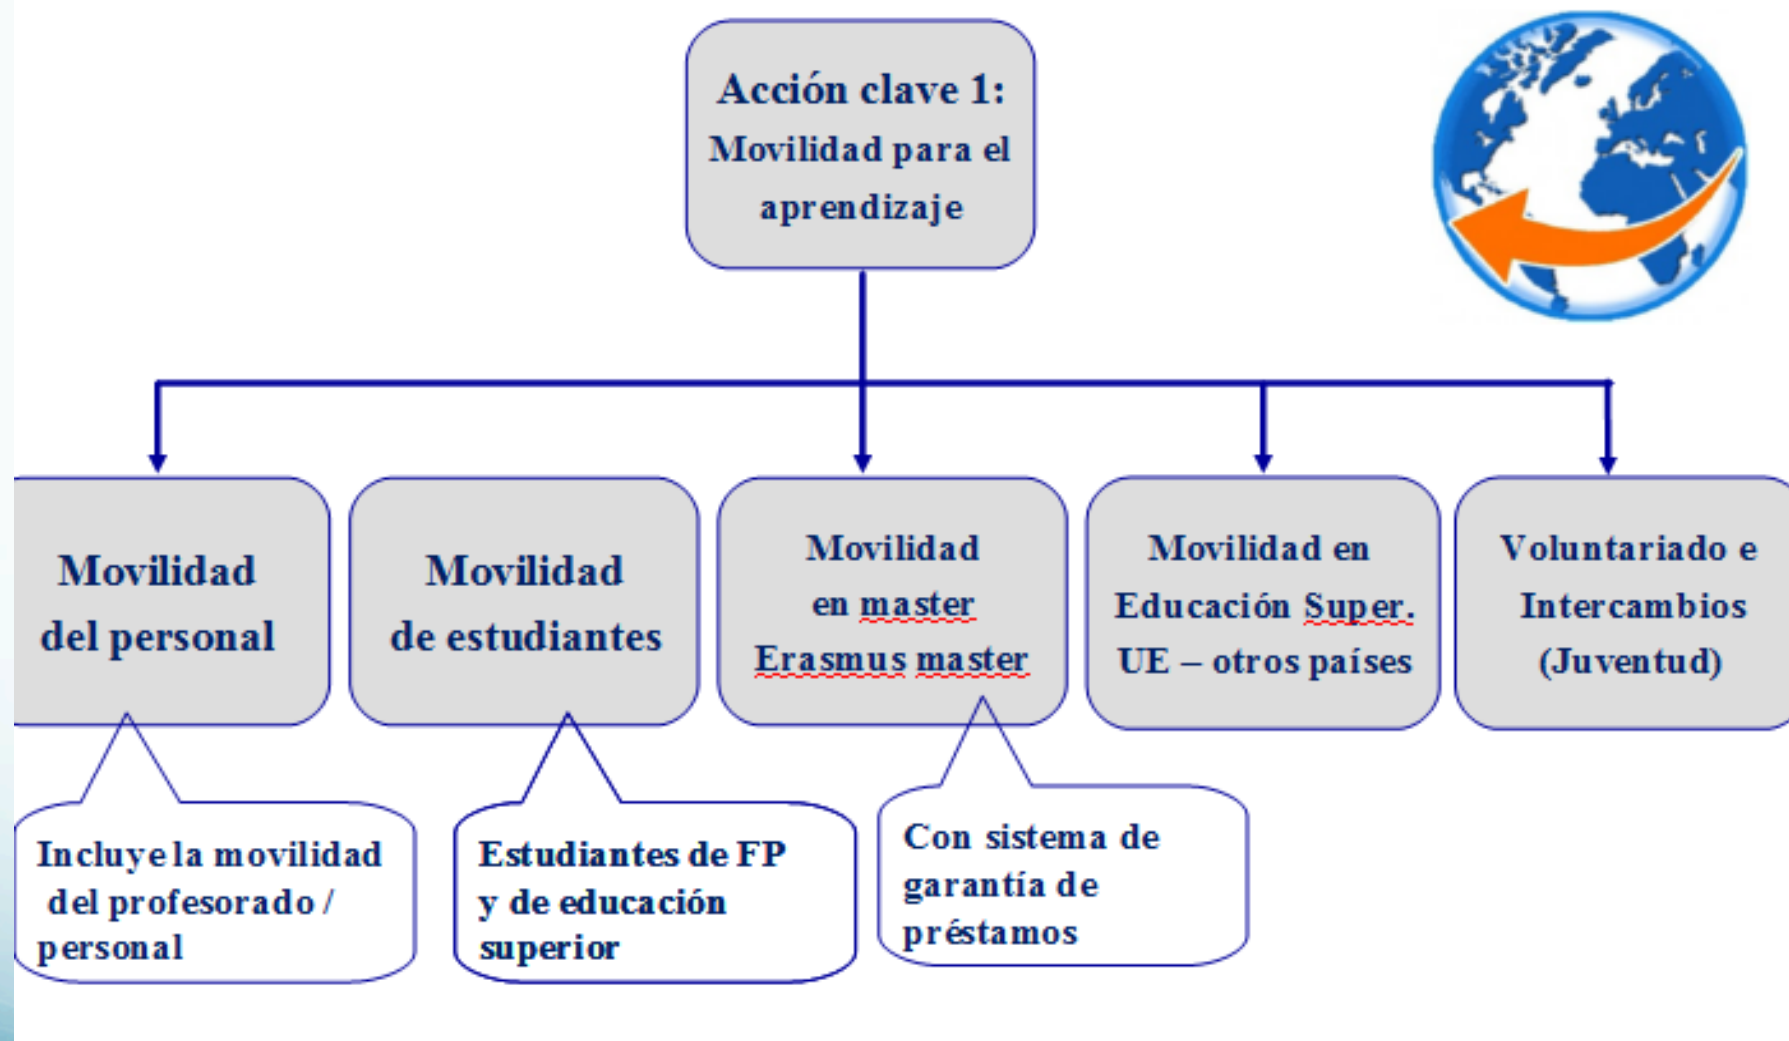 Acción clave 1:
Movilidad para el
aprendizaje
Movilidad
del personal
Movilidad
de estudiantes
Movilidad
en master
Erasmus master
Movilidad en
Educación Super.
UE – otros países
Voluntariado e
Intercambios
(Juventud)
Incluye la movilidad
del profesorado /
personal
Estudiantes de FP
y de educación
superior
Con sistema de
garantía de
préstamos